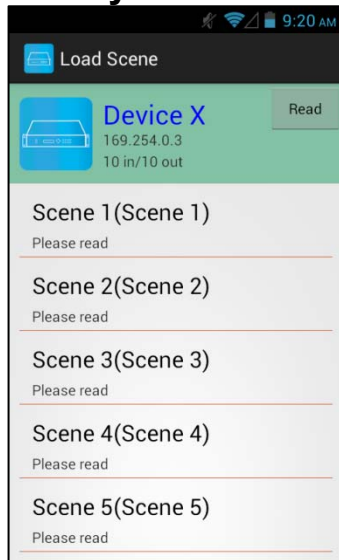 9:20 AM
Load Scene
Device X
Read
169.254.0.3
10 in/10 out
Scene 1(Scene 1)
Please read
Scene 2(Scene 2)
Please read
Scene 3(Scene 3)
Please read
Scene 4(Scene 4)
Please read
Scene 5(Scene 5)
Please read